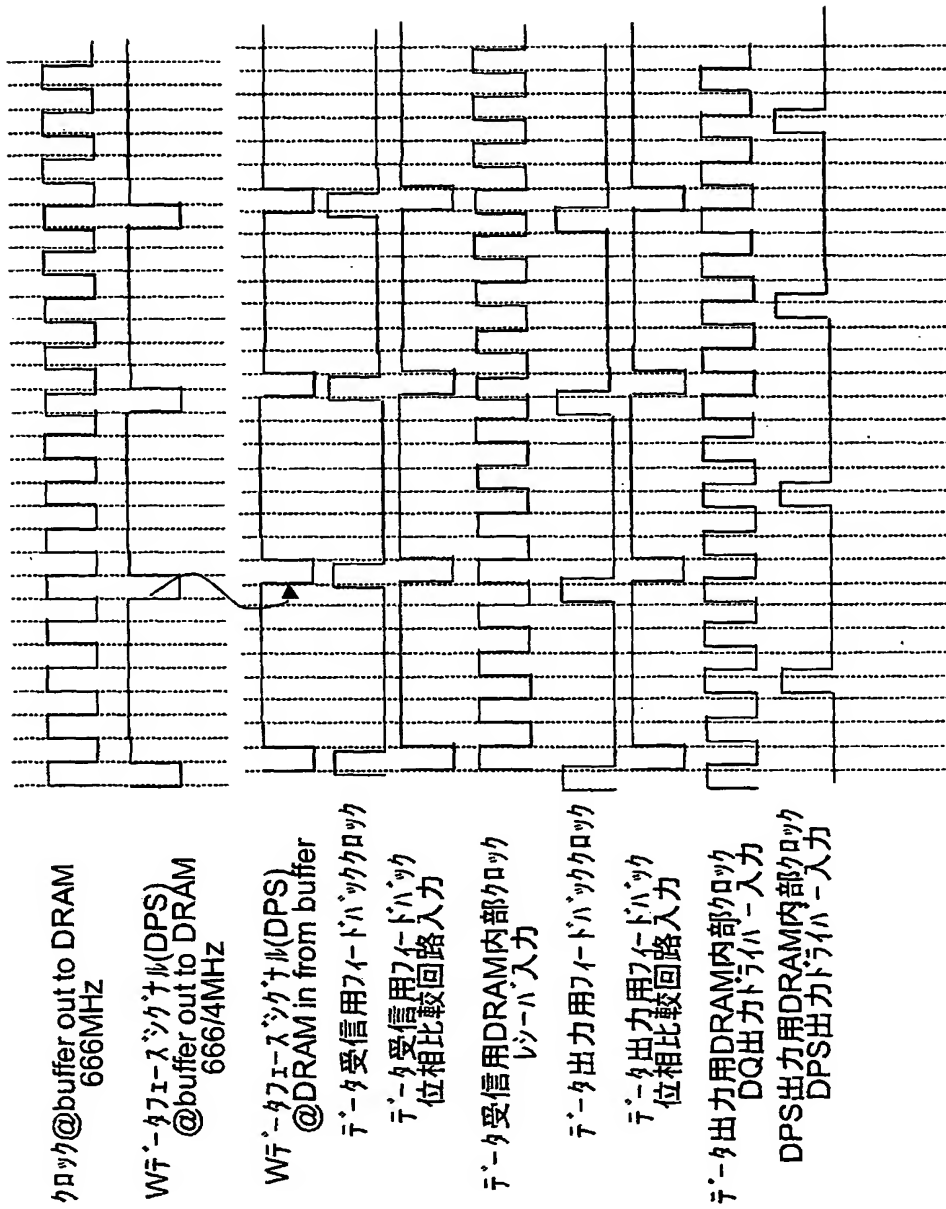 ｸﾛｯｸ@buffer out to DRAM
666MHz
Wﾃﾞｰﾀﾌｪｰｽﾞｼｸﾞﾅﾙ(DPS)
@buffer out to DRAM
666/4MHz
Wﾃﾞｰﾀﾌｪｰｽﾞｼｸﾞﾅﾙ(DPS)
@DRAM in from buffer
ﾃﾞｰﾀ受信用ﾌｨｰﾄﾞﾊﾞｯｸｸﾛｯｸ
ﾃﾞｰﾀ受信用ﾌｨｰﾄﾞﾊﾞｯｸ
位相比較回路入力
ﾃﾞｰﾀ受信用DRAM内部ｸﾛｯｸ
ﾚｼｰﾊﾞ入力
ﾃﾞｰﾀ出力用ﾌｨｰﾄﾞﾊﾞｯｸｸﾛｯｸ
ﾃﾞｰﾀ出力用ﾌｨｰﾄﾞﾊﾞｯｸ
位相比較回路入力
ﾃﾞｰﾀ出力用DRAM内部ｸﾛｯｸ
DQ出力ﾄﾞﾗｲﾊﾞｰ入力
DPS出力用DRAM内部ｸﾛｯｸ
DPS出力ﾄﾞﾗｲﾊﾞｰ入力